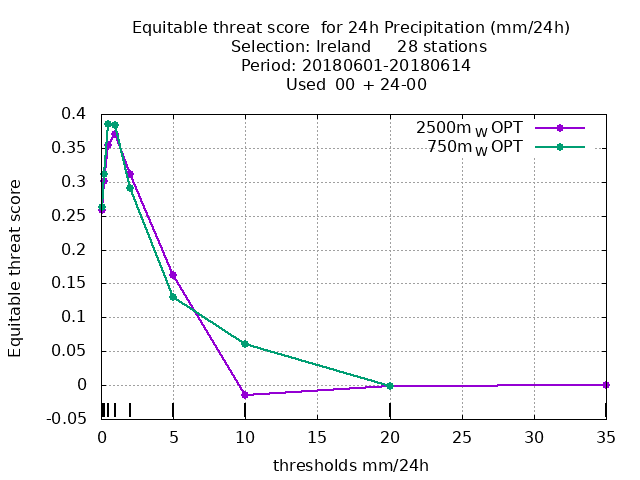 Equitable threat score  for 24h Precipitation (mm/24h)
Selection: Ireland     28 stations
Period: 20180601-20180614
Used  00  + 24-00
2500m W OPT
750m W OPT
0.4
0.35
0.3
0.25
0.2
0.15
0.1
0.05
0
-0.05
Equitable threat score
0 5 10 15 20 25 30 35
thresholds mm/24h